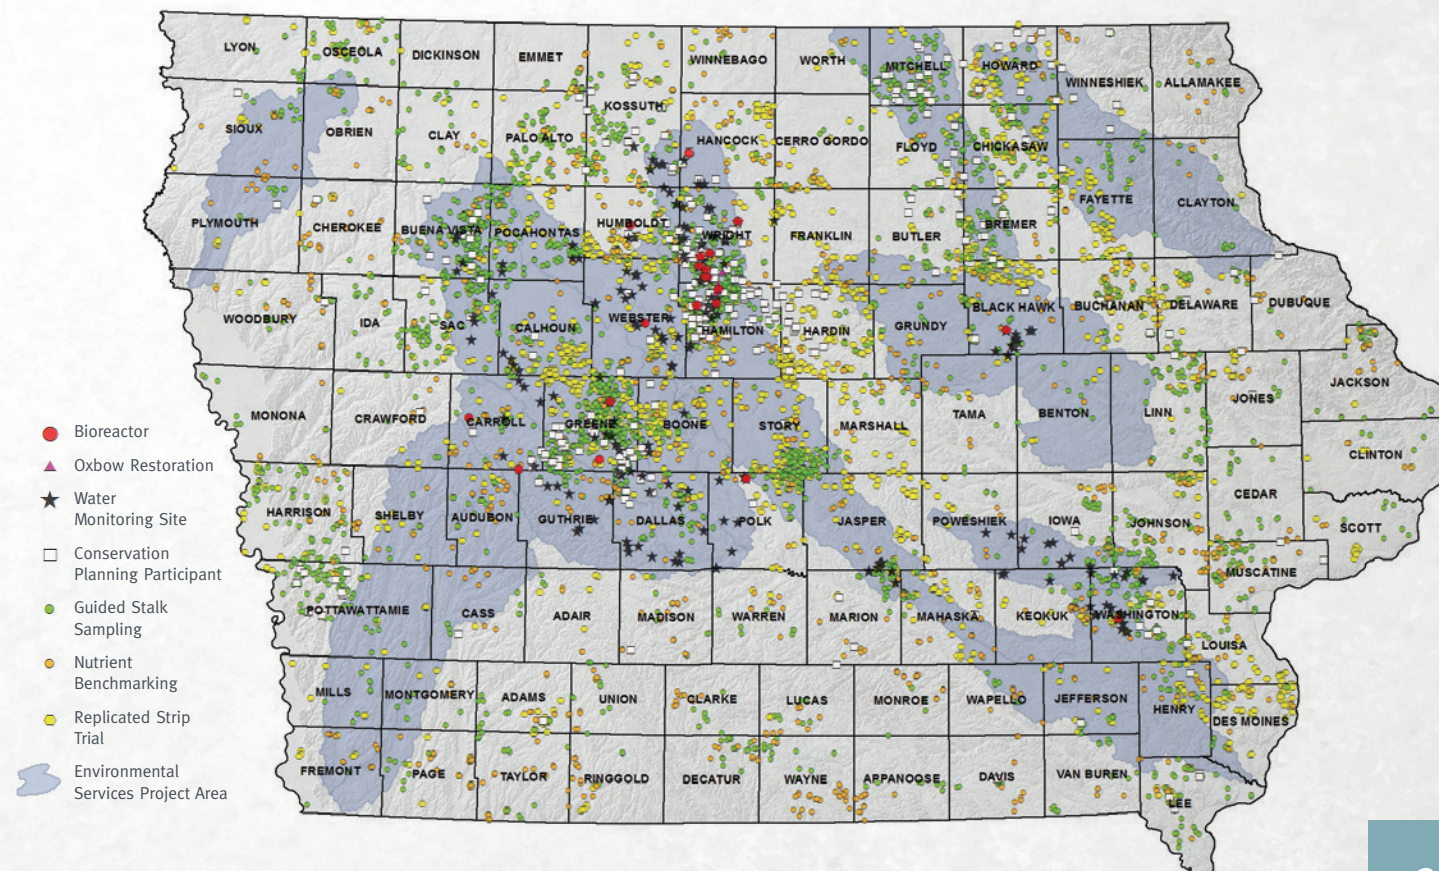 LYON
OSCEOLA
DICKINSON
EMMET
WINNEBAGO
WORTH
MITCHELL
HOWARD
WINNESHIEK
ALLAMAKEE
KOSSUTH
SIOUX
OBRIEN
CLAY
PALO ALTO
HANCOCK
CERRO GORDO
FLOYD
CHICKASAW
FAYETTE
CLAYTON
PLYMOUTH
CHEROKEE
BUENA VISTA
POCAHONTAS
HUMBOLDT
WRIGHT
FRANKLIN
BUTLER
BREMER
WOODBURY
IDA
SAC
CALHOUN
WEBSTER
HAMILTON
HARDIN
GRUNDY
BLACK HAWK
BUCHANAN
DELAWARE
DUBUQUE
MONONA
CRAWFORD
CARROLL
GREENE
BOONE
STORY
MARSHALL
TAMA
BENTON
LINN
JONES
JACKSON
CLINTON
HARRISON
SHELBY
AUDUBON
GUTHRIE
DALLAS
POLK
JASPER
POWESHIEK
IOWA
JOHNSON
CEDAR
SCOTT
MUSCATINE
POTTAWATTAMIE
CASS
ADAIR
MADISON
WARREN
MARION
MAHASKA
KEOKUK
WASHINGTON
LOUISA
MILLS
MONTGOMERY
ADAMS
UNION
CLARKE
LUCAS
MONROE
WAPELLO
JEFFERSON
HENRY
DES MOINES
FREMONT
PAGE
TAYLOR
RINGGOLD
DECATUR
WAYNE
APPANOOSE
DAVIS
VAN BUREN
LEE
Bioreactor
Oxbow Restoration
Water
Monitoring Site
Conservation
Planning Participant
Guided Stalk
Sampling
Nutrient
Benchmarking
Replicated Strip
Trial
Environmental
Services Project Area